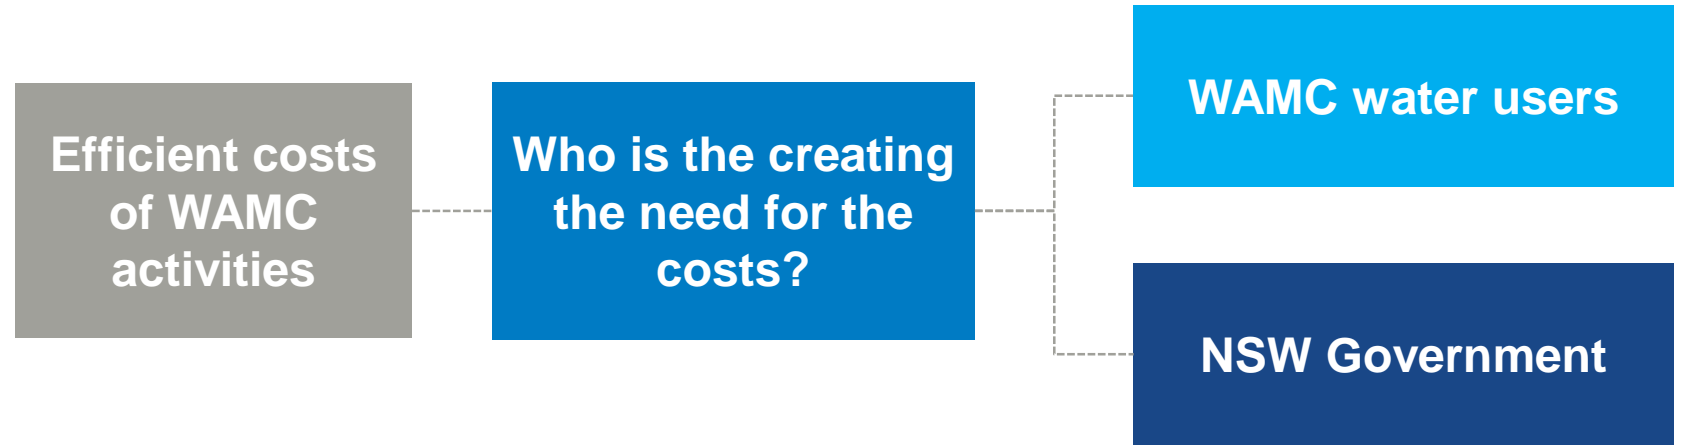 Efficient costs
of WAMC
activities
Who is the creating
the need for the
costs?
WAMC water users
NSW Government